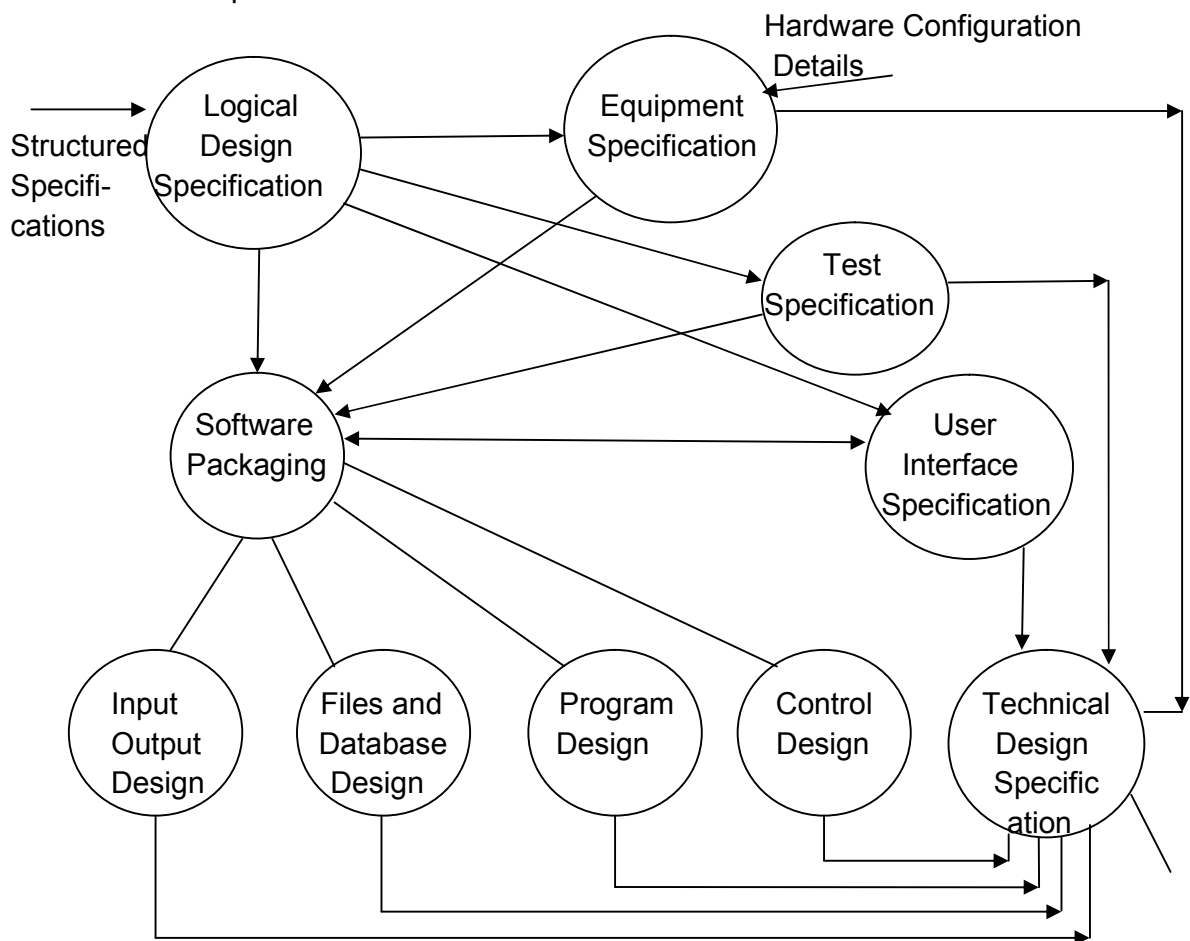 Hardware Configuration
Details
Logical
Design
Specification
Equipment
Specification
Structured
Specifi-
cations
Test
Specification
Software
Packaging
User
Interface
Specification
Input
Output
Design
Files and
Database
Design
Program
Design
Control
Design
Technical
Design
Specific
ation